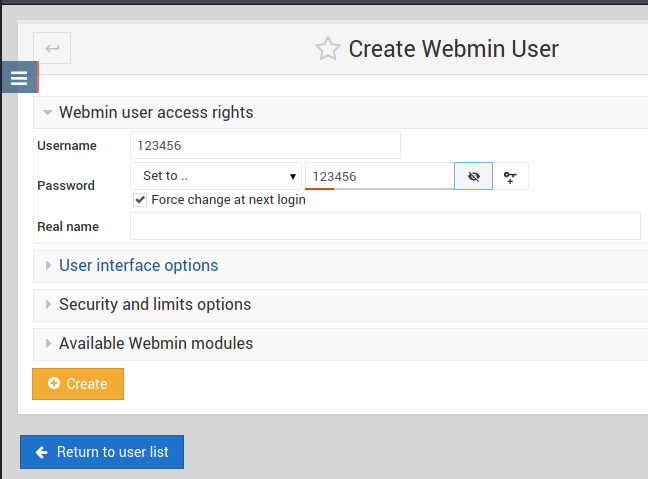 Create Webmin User
Webmin user access rights
Username 123456
Password Set to .. 123456
Force change at next login
Real name
User interface options
Security and limits options
Available Webmin modules
Create
Return to user list